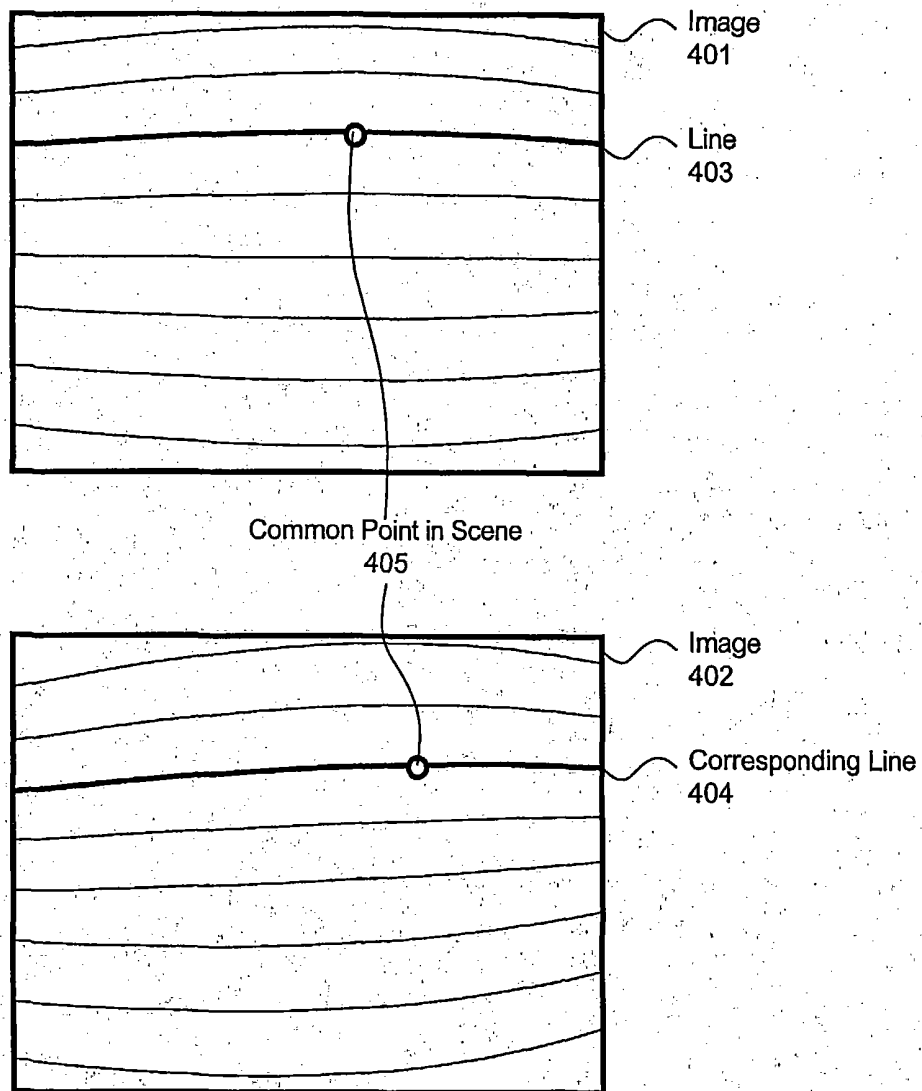 Image
401
Line
403
Common Point in Scene
405
Image
402
Corresponding Line
404